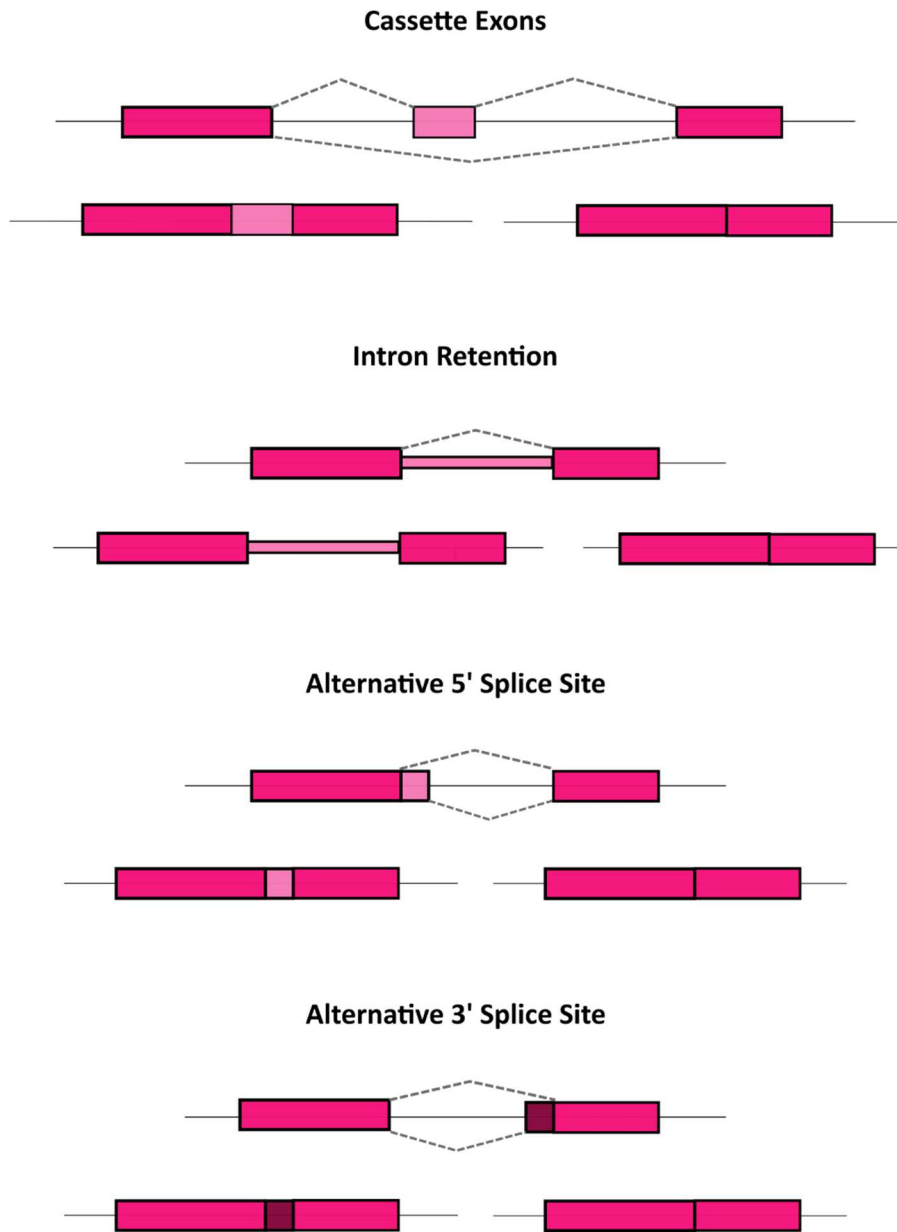 Cassette Exons
Intron Retention
Alternative 5' Splice Site
Alternative 3' Splice Site